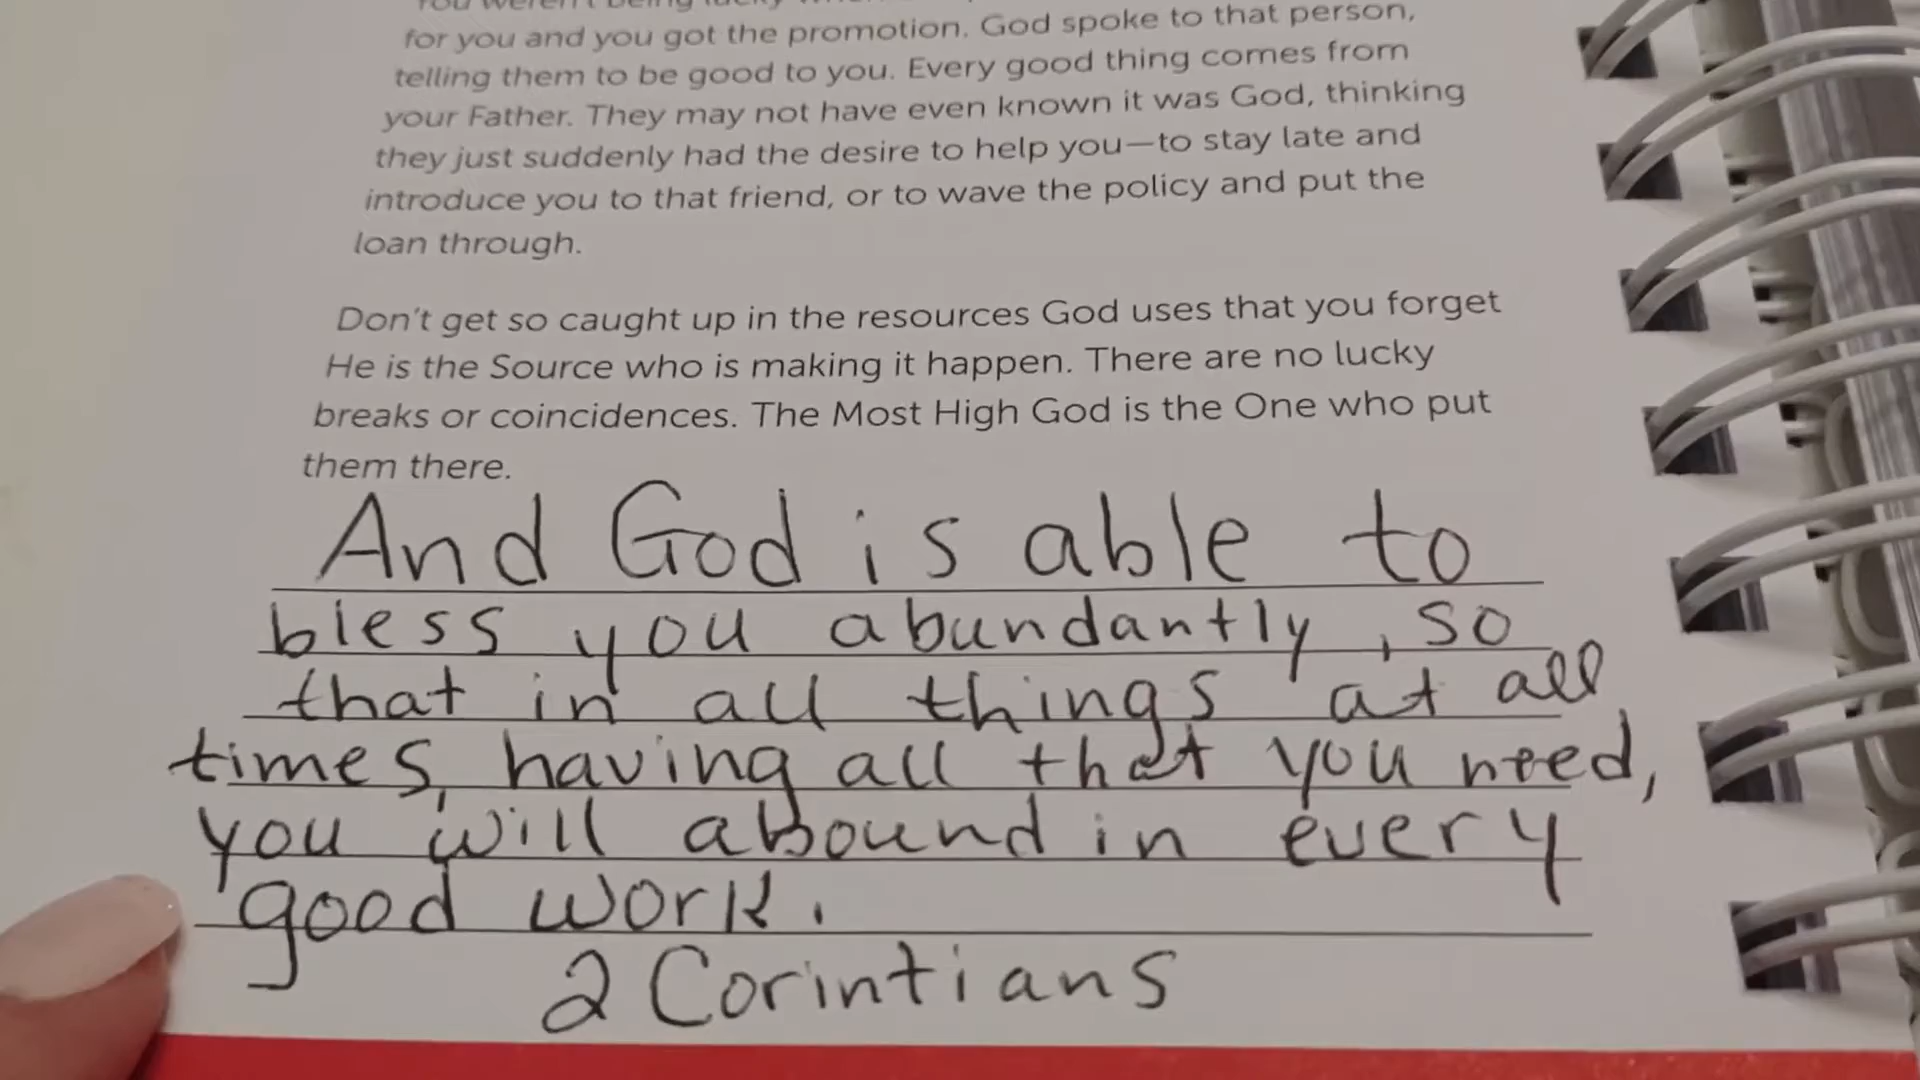 You weren't being lucky
for you and you got the promotion. God spoke to that person,
telling them to be good to you. Every good thing comes from
your Father. They may not have even known it was God, thinking
they just suddenly had the desire to help you—to stay late and
introduce you to that friend, or to wave the policy and put the
loan through.
Don't get so caught up in the resources God uses that you forget
He is the Source who is making it happen. There are no lucky
breaks or coincidences. The Most High God is the One who put
them there.
And God is able to
bless you abundantly, so
that in all things at all
times, having all that you need,
you will abound in every
good work.
2 Corintians